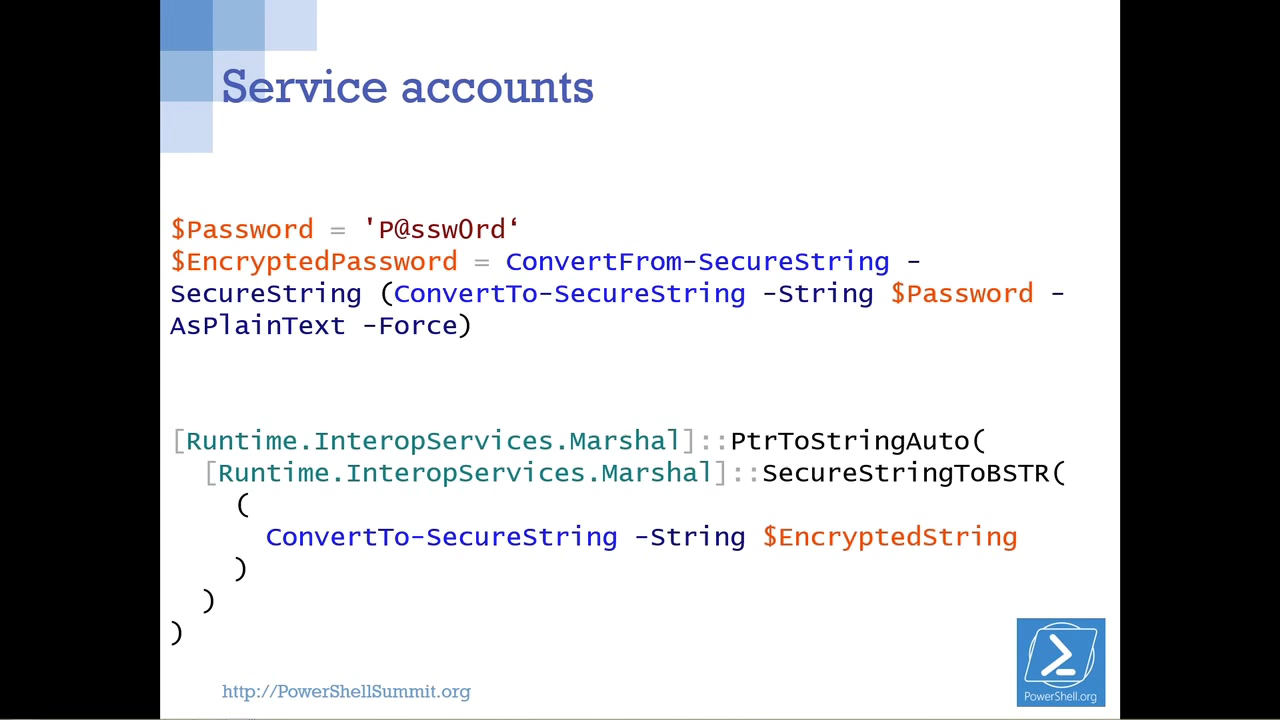 Service accounts
$Password = 'P@ssw0rd‘
$EncryptedPassword = ConvertFrom-SecureString -
SecureString (ConvertTo-SecureString -String $Password -
AsPlainText -Force)
[Runtime.InteropServices.Marshal]::PtrToStringAuto(
[Runtime.InteropServices.Marshal]::SecureStringToBSTR(
(
ConvertTo-SecureString -String $EncryptedString
)
)
)
http://PowerShellSummit.org
PowerShell.org